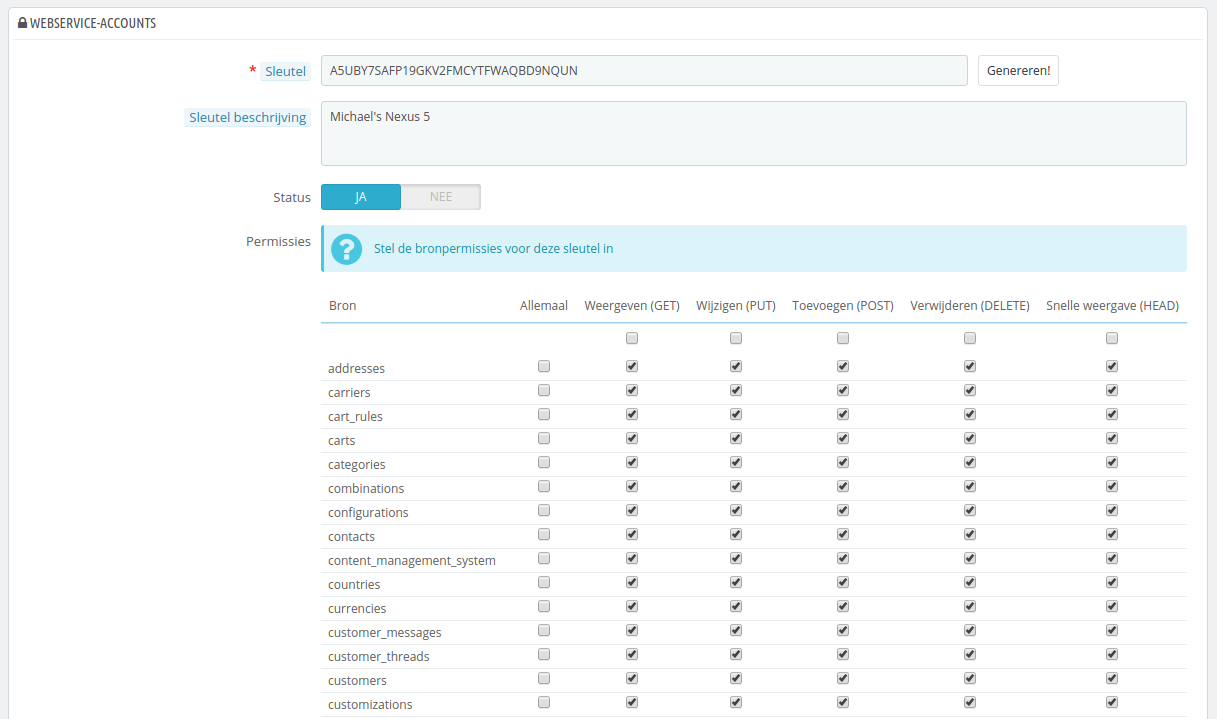 WEBSERVICE-ACCOUNTS
* Sleutel A5UBY7SAFP19GKV2FMCYTFWAQBD9NQUN Genereren!
Sleutel beschrijving Michael's Nexus 5
Status JA NEE
Permissies ? Stel de bronpermissies voor deze sleutel in
Bron Allemaal Weergeven (GET) Wijzigen (PUT) Toevoegen (POST) Verwijderen (DELETE) Snelle weergave (HEAD)
addresses
carriers
cart_rules
carts
categories
combinations
configurations
contacts
content_management_system
countries
currencies
customer_messages
customer_threads
customers
customizations